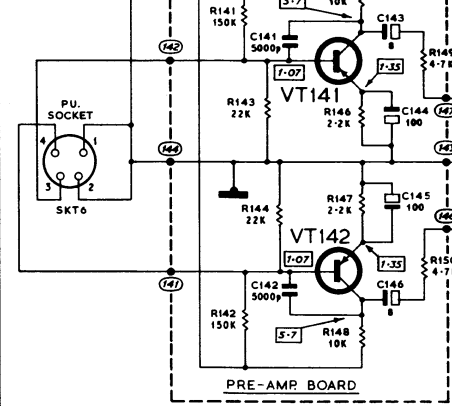 5·7
10K
R141
150K
C143
8
C141
5000p
142
R149
4·7
1·07
1·35
VT141
PU.
SOCKET
R143
22K
R146
2·2K
C144
100
4
1
144
3
2
SKT6
R144
22K
R147
2·2K
C145
100
VT142
1·07
1·35
141
C142
5000p
C146
8
4·7
R142
150K
5·7
R148
10K
PRE-AMP. BOARD